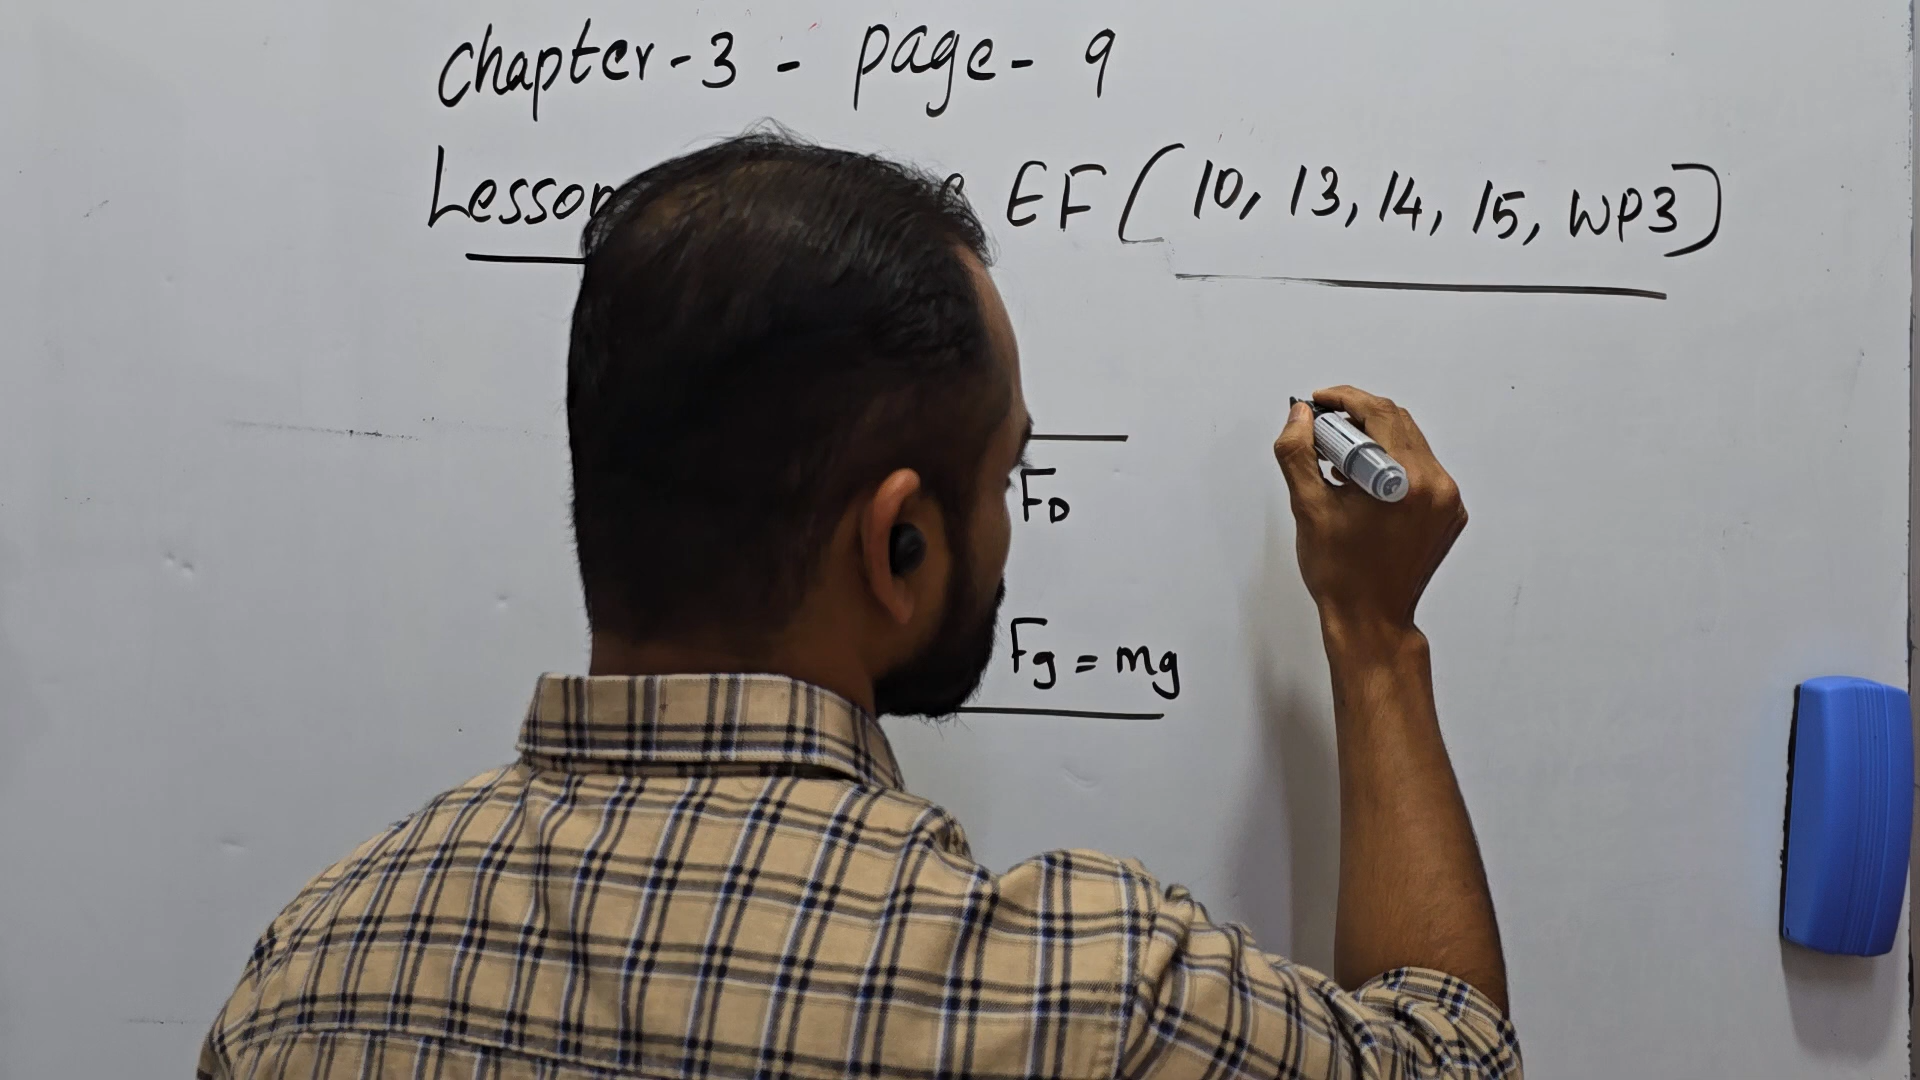 Chapter-3 - page- 9
Lesson EF (10, 13, 14, 15, WP3)
FD
Fg = mg